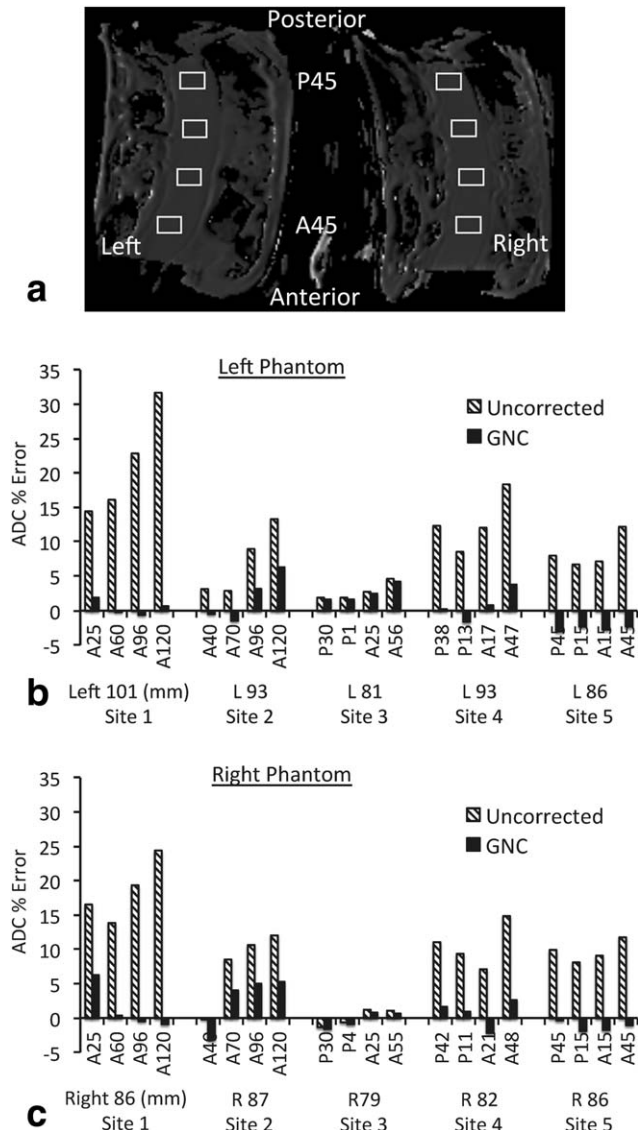 Posterior
P45
A45
Left
Right
Anterior
a
Left Phantom
Uncorrected
GNC
ADC % Error
35
30
25
20
15
10
5
0
-5
A25 A60 A96 A120 A40 A70 A96 A120 P30 P1 A25 A56 P38 P13 A17 A47 P45 P15 A15 A45
Left 101 (mm) L 93 L 81 L 93 L 86
Site 1 Site 2 Site 3 Site 4 Site 5
b
Right Phantom
Uncorrected
GNC
ADC % Error
35
30
25
20
15
10
5
0
-5
A25 A60 A96 A120 A40 A70 A96 A120 P30 P4 A25 A55 P42 P11 A21 A48 P45 P15 A15 A45
Right 86 (mm) R 87 R79 R 82 R 86
Site 1 Site 2 Site 3 Site 4 Site 5
c